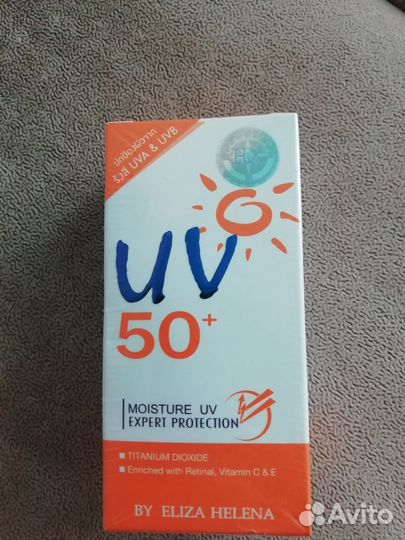 ปกป้องผิวจาก
รังสี UVA & UVB
UV
50+
MOISTURE UV
EXPERT PROTECTION
TITANIUM DIOXIDE
Enriched with Retinal, Vitamin C & E
BY ELIZA HELENA
Avito